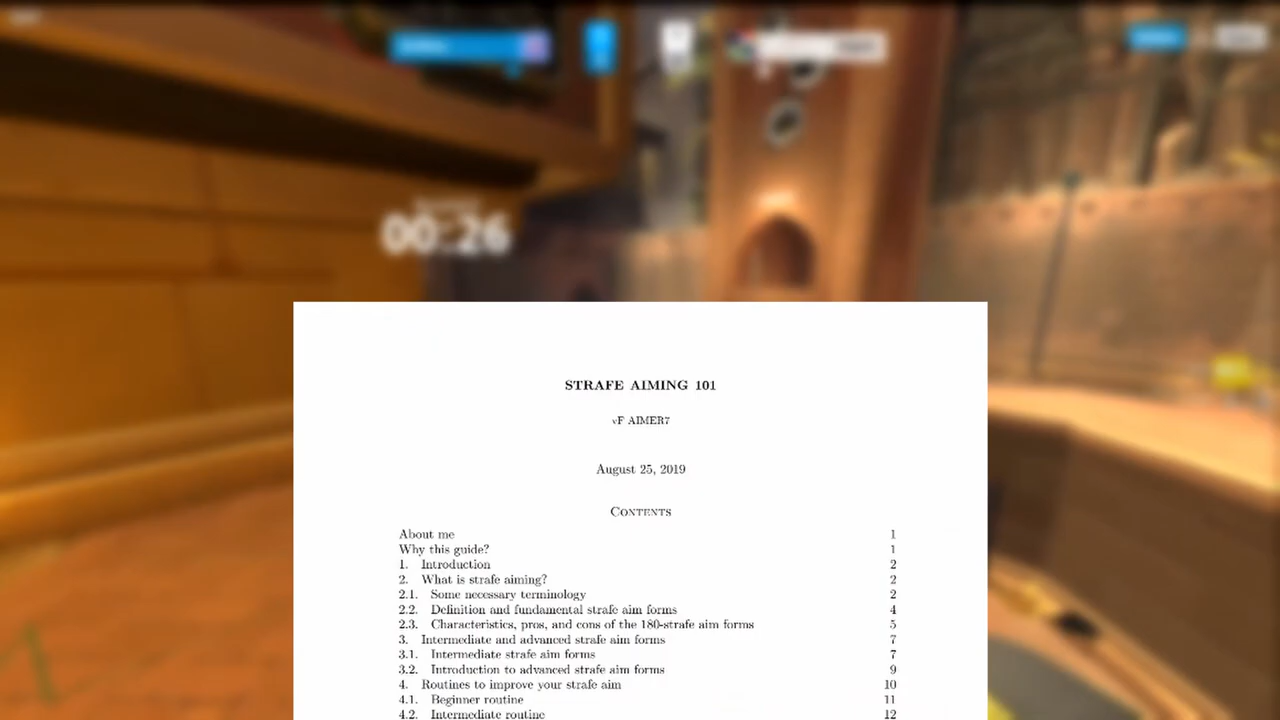 00:26
STRAFE AIMING 101
vF AIMER7
August 25, 2019
CONTENTS
About me 1
Why this guide? 1
1. Introduction 2
2. What is strafe aiming? 2
2.1. Some necessary terminology 2
2.2. Definition and fundamental strafe aim forms 4
2.3. Characteristics, pros, and cons of the 180-strafe aim forms 5
3. Intermediate and advanced strafe aim forms 7
3.1. Intermediate strafe aim forms 7
3.2. Introduction to advanced strafe aim forms 9
4. Routines to improve your strafe aim 10
4.1. Beginner routine 11
4.2. Intermediate routine 12